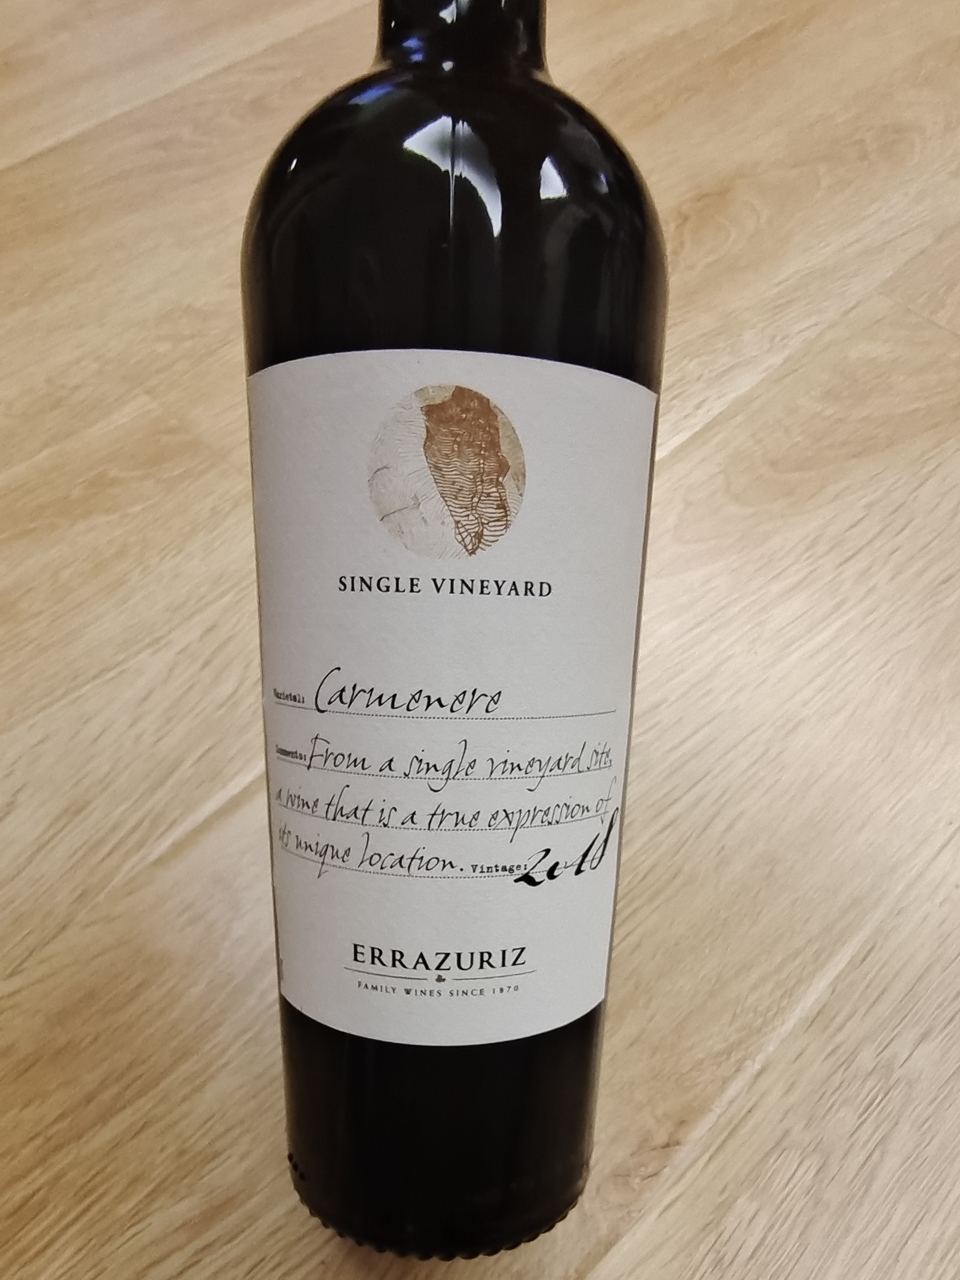 SINGLE VINEYARD
Varietal: Carmenere
Comments: From a single vineyard site,
a wine that is a true expression of
its unique location. Vintage: 2018
ERRAZURIZ
FAMILY WINES SINCE 1870